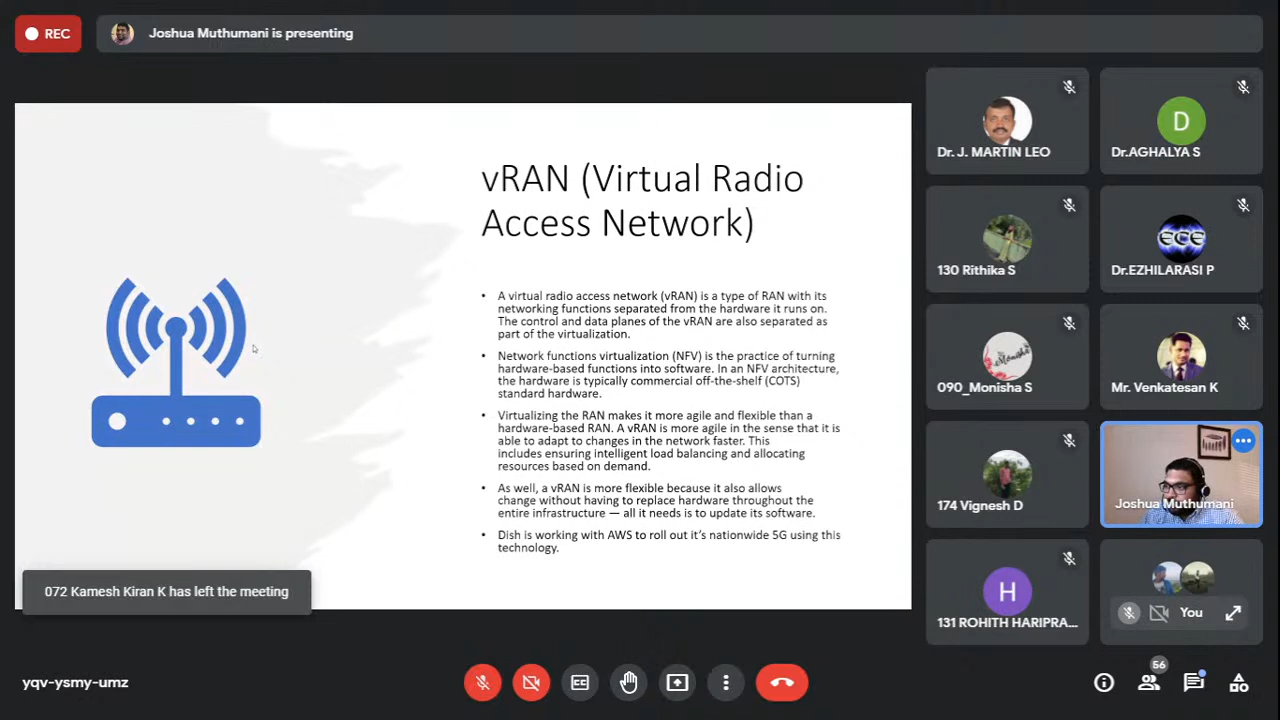 REC
Joshua Muthumani is presenting
vRAN (Virtual Radio
Access Network)
• A virtual radio access network (vRAN) is a type of RAN with its
networking functions separated from the hardware it runs on.
The control and data planes of the vRAN are also separated as
part of the virtualization.
• Network functions virtualization (NFV) is the practice of turning
hardware-based functions into software. In an NFV architecture,
the hardware is typically commercial off-the-shelf (COTS)
standard hardware.
• Virtualizing the RAN makes it more agile and flexible than a
hardware-based RAN. A vRAN is more agile in the sense that it is
able to adapt to changes in the network faster. This
includes ensuring intelligent load balancing and allocating
resources based on demand.
• As well, a vRAN is more flexible because it also allows
change without having to replace hardware throughout the
entire infrastructure — all it needs is to update its software.
• Dish is working with AWS to roll out it's nationwide 5G using this
technology.
072 Kamesh Kiran K has left the meeting
Dr. J. MARTIN LEO
D
Dr.AGHALYA S
130 Rithika S
ECE
Dr.EZHILARASI P
Monisha
090_Monisha S
Mr. Venkatesan K
174 Vignesh D
Joshua Muthumani
H
131 ROHITH HARIPRA...
You
yqv-ysmy-umz
CC
56